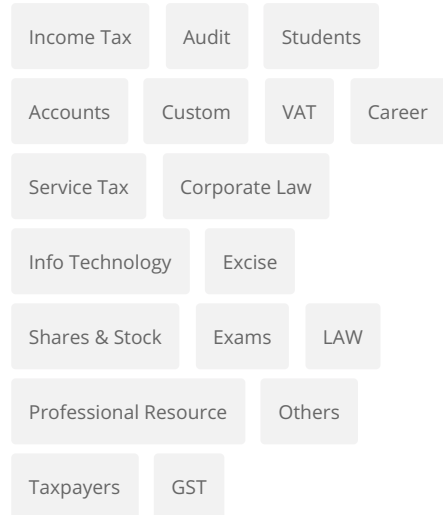 Income Tax Audit Students
Accounts Custom VAT Career
Service Tax Corporate Law
Info Technology Excise
Shares & Stock Exams LAW
Professional Resource Others
Taxpayers GST